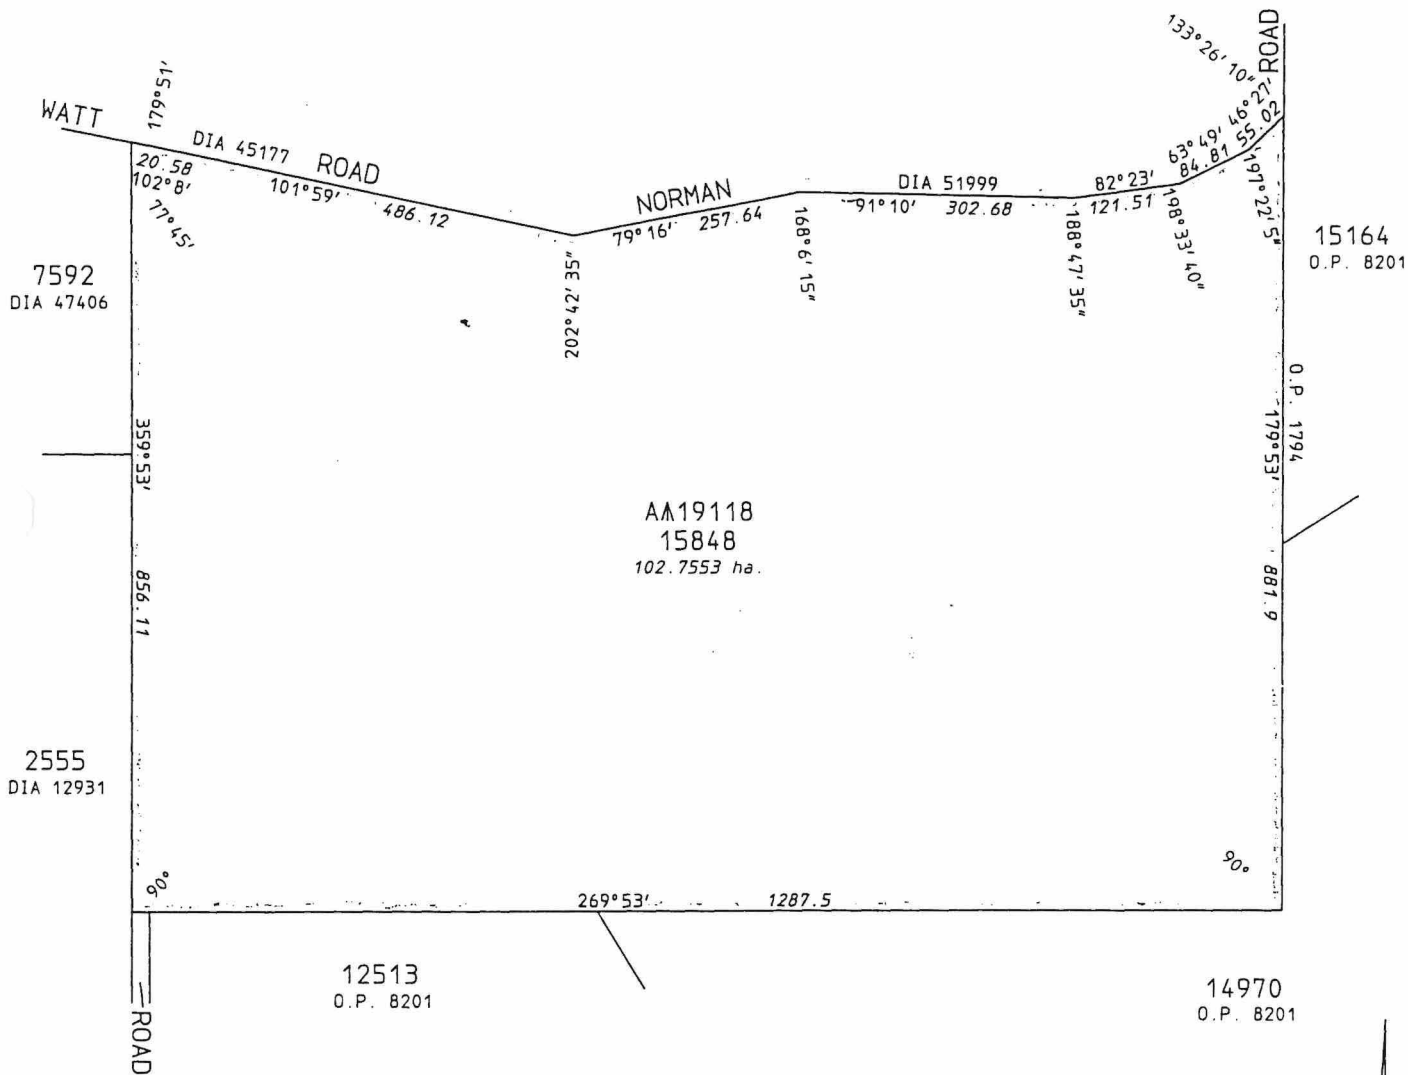 WATT
179°51'
DIA 45177
ROAD
20.58
102°8'
77°45'
101°59'
486.12
NORMAN
79°16'
257.64
DIA 51999
91°10'
302.68
82°23'
121.51
63°49'
84.81
46°27'
55.02
133°26'10"
ROAD
202°42'35"
168°6'15"
188°47'35"
198°33'40"
197°22'5"
15164
O.P. 8201
7592
DIA 47406
O.P. 1794
359°53'
179°53'
AA19118
15848
102.7553 ha.
856.11
881.9
2555
DIA 12931
90°
90°
269°53'
1287.5
12513
O.P. 8201
14970
O.P. 8201
ROAD